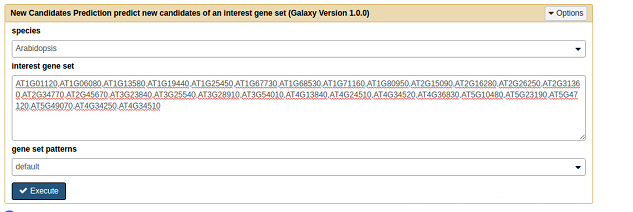 New Candidates Prediction predict new candidates of an interest gene set (Galaxy Version 1.0.0)
Options
species
Arabidopsis
interest gene set
AT1G01120,AT1G06080,AT1G13580,AT1G19440,AT1G25450,AT1G67730,AT1G68530,AT1G71160,AT1G80950,AT2G15090,AT2G16280,AT2G26250,AT2G3136
0,AT2G34770,AT2G45670,AT3G23840,AT3G25540,AT3G28910,AT3G54010,AT4G13840,AT4G24510,AT4G34520,AT4G36830,AT5G10480,AT5G23190,AT5G47
120,AT5G49070,AT4G34250,AT4G34510
gene set patterns
default
Execute